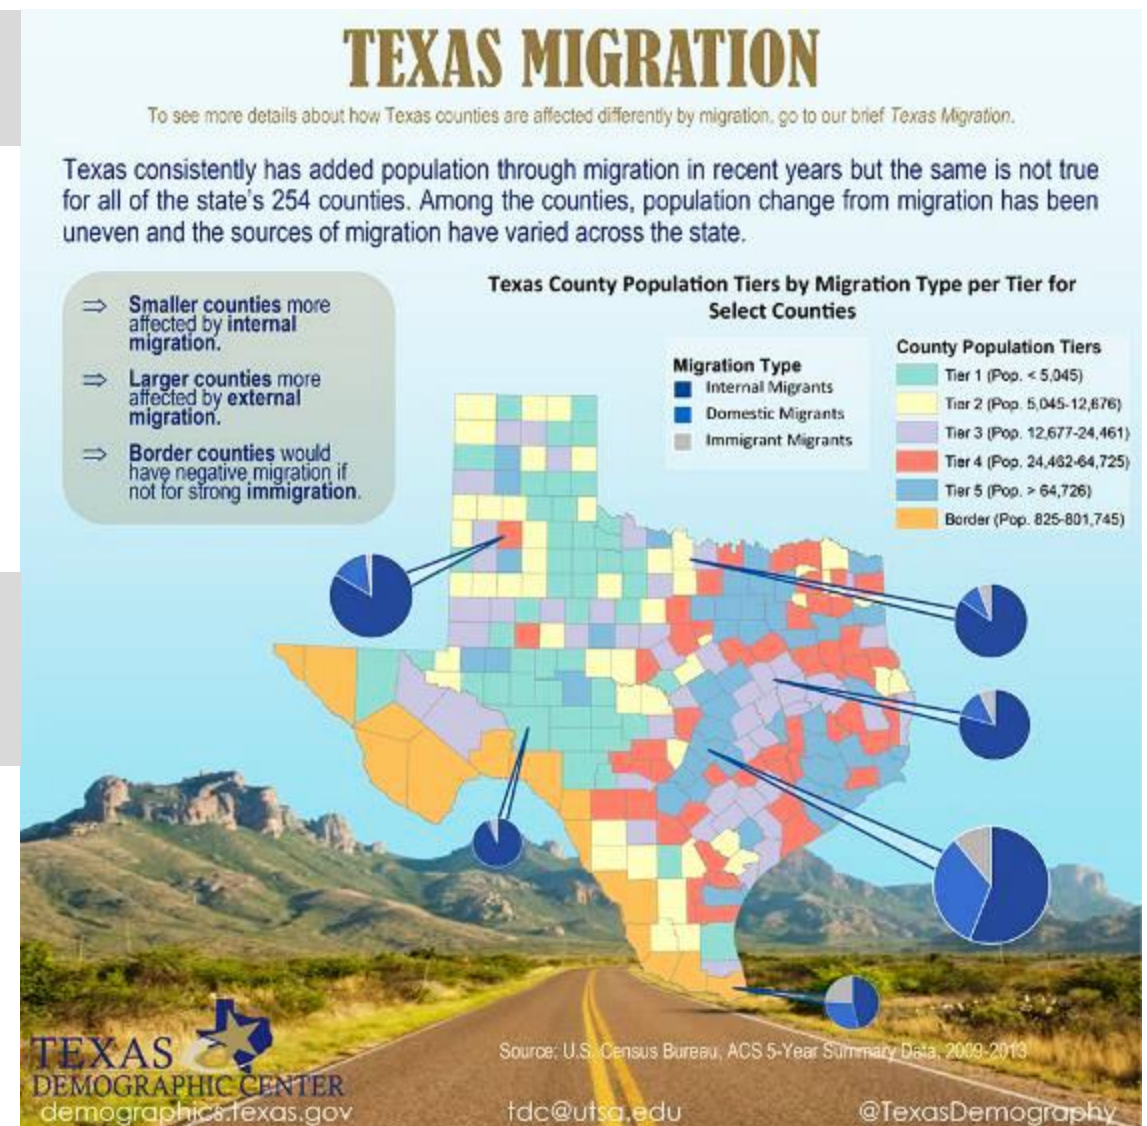 TEXAS MIGRATION
To see more details about how Texas counties are affected differently by migration, go to our brief Texas Migration.
Texas consistently has added population through migration in recent years but the same is not true
for all of the state's 254 counties. Among the counties, population change from migration has been
uneven and the sources of migration have varied across the state.
⇒ Smaller counties more
affected by internal
migration.
⇒ Larger counties more
affected by external
migration.
⇒ Border counties would
have negative migration if
not for strong immigration.
Texas County Population Tiers by Migration Type per Tier for
Select Counties
Migration Type
Internal Migrants
Domestic Migrants
Immigrant Migrants
County Population Tiers
Tier 1 (Pop. < 5,045)
Tier 2 (Pop. 5,045-12,676)
Tier 3 (Pop. 12,677-24,461)
Tier 4 (Pop. 24,462-64,725)
Tier 5 (Pop. > 64,726)
Border (Pop. 825-801,745)
TEXAS
DEMOGRAPHIC CENTER
Source: U.S. Census Bureau, ACS 5-Year Summary Data, 2009-2013
demographics.texas.gov
tdc@utsa.edu
@TexasDemography